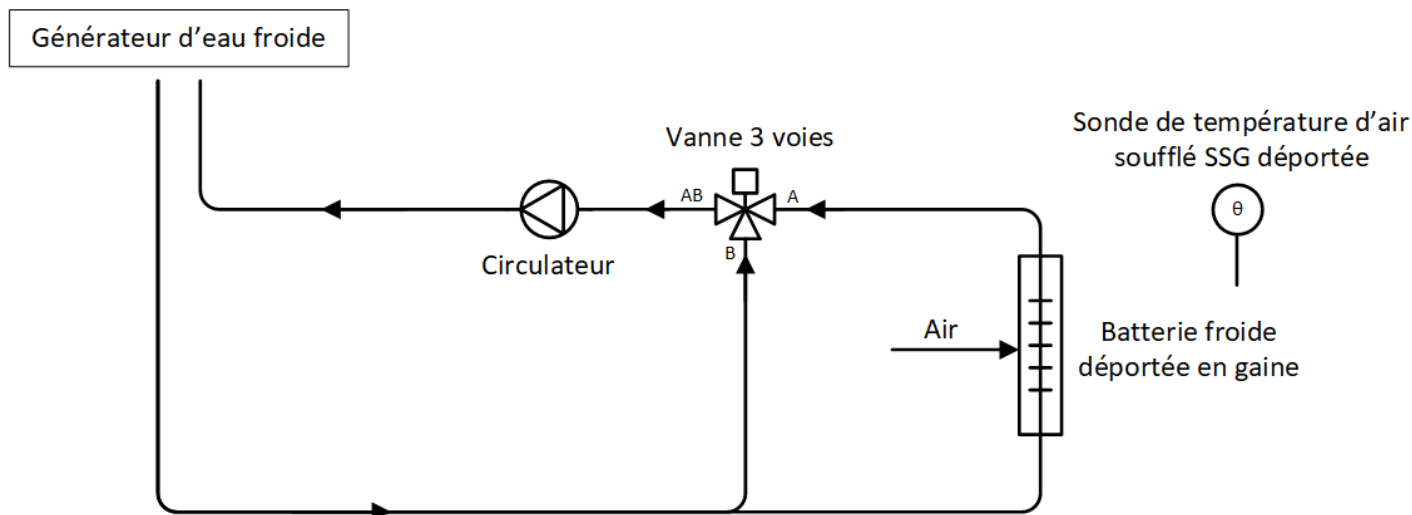 Générateur d’eau froide
Vanne 3 voies
Sonde de température d’air
soufflé SSG déportée
AB
A
θ
B
Circulateur
Air
Batterie froide
déportée en gaine